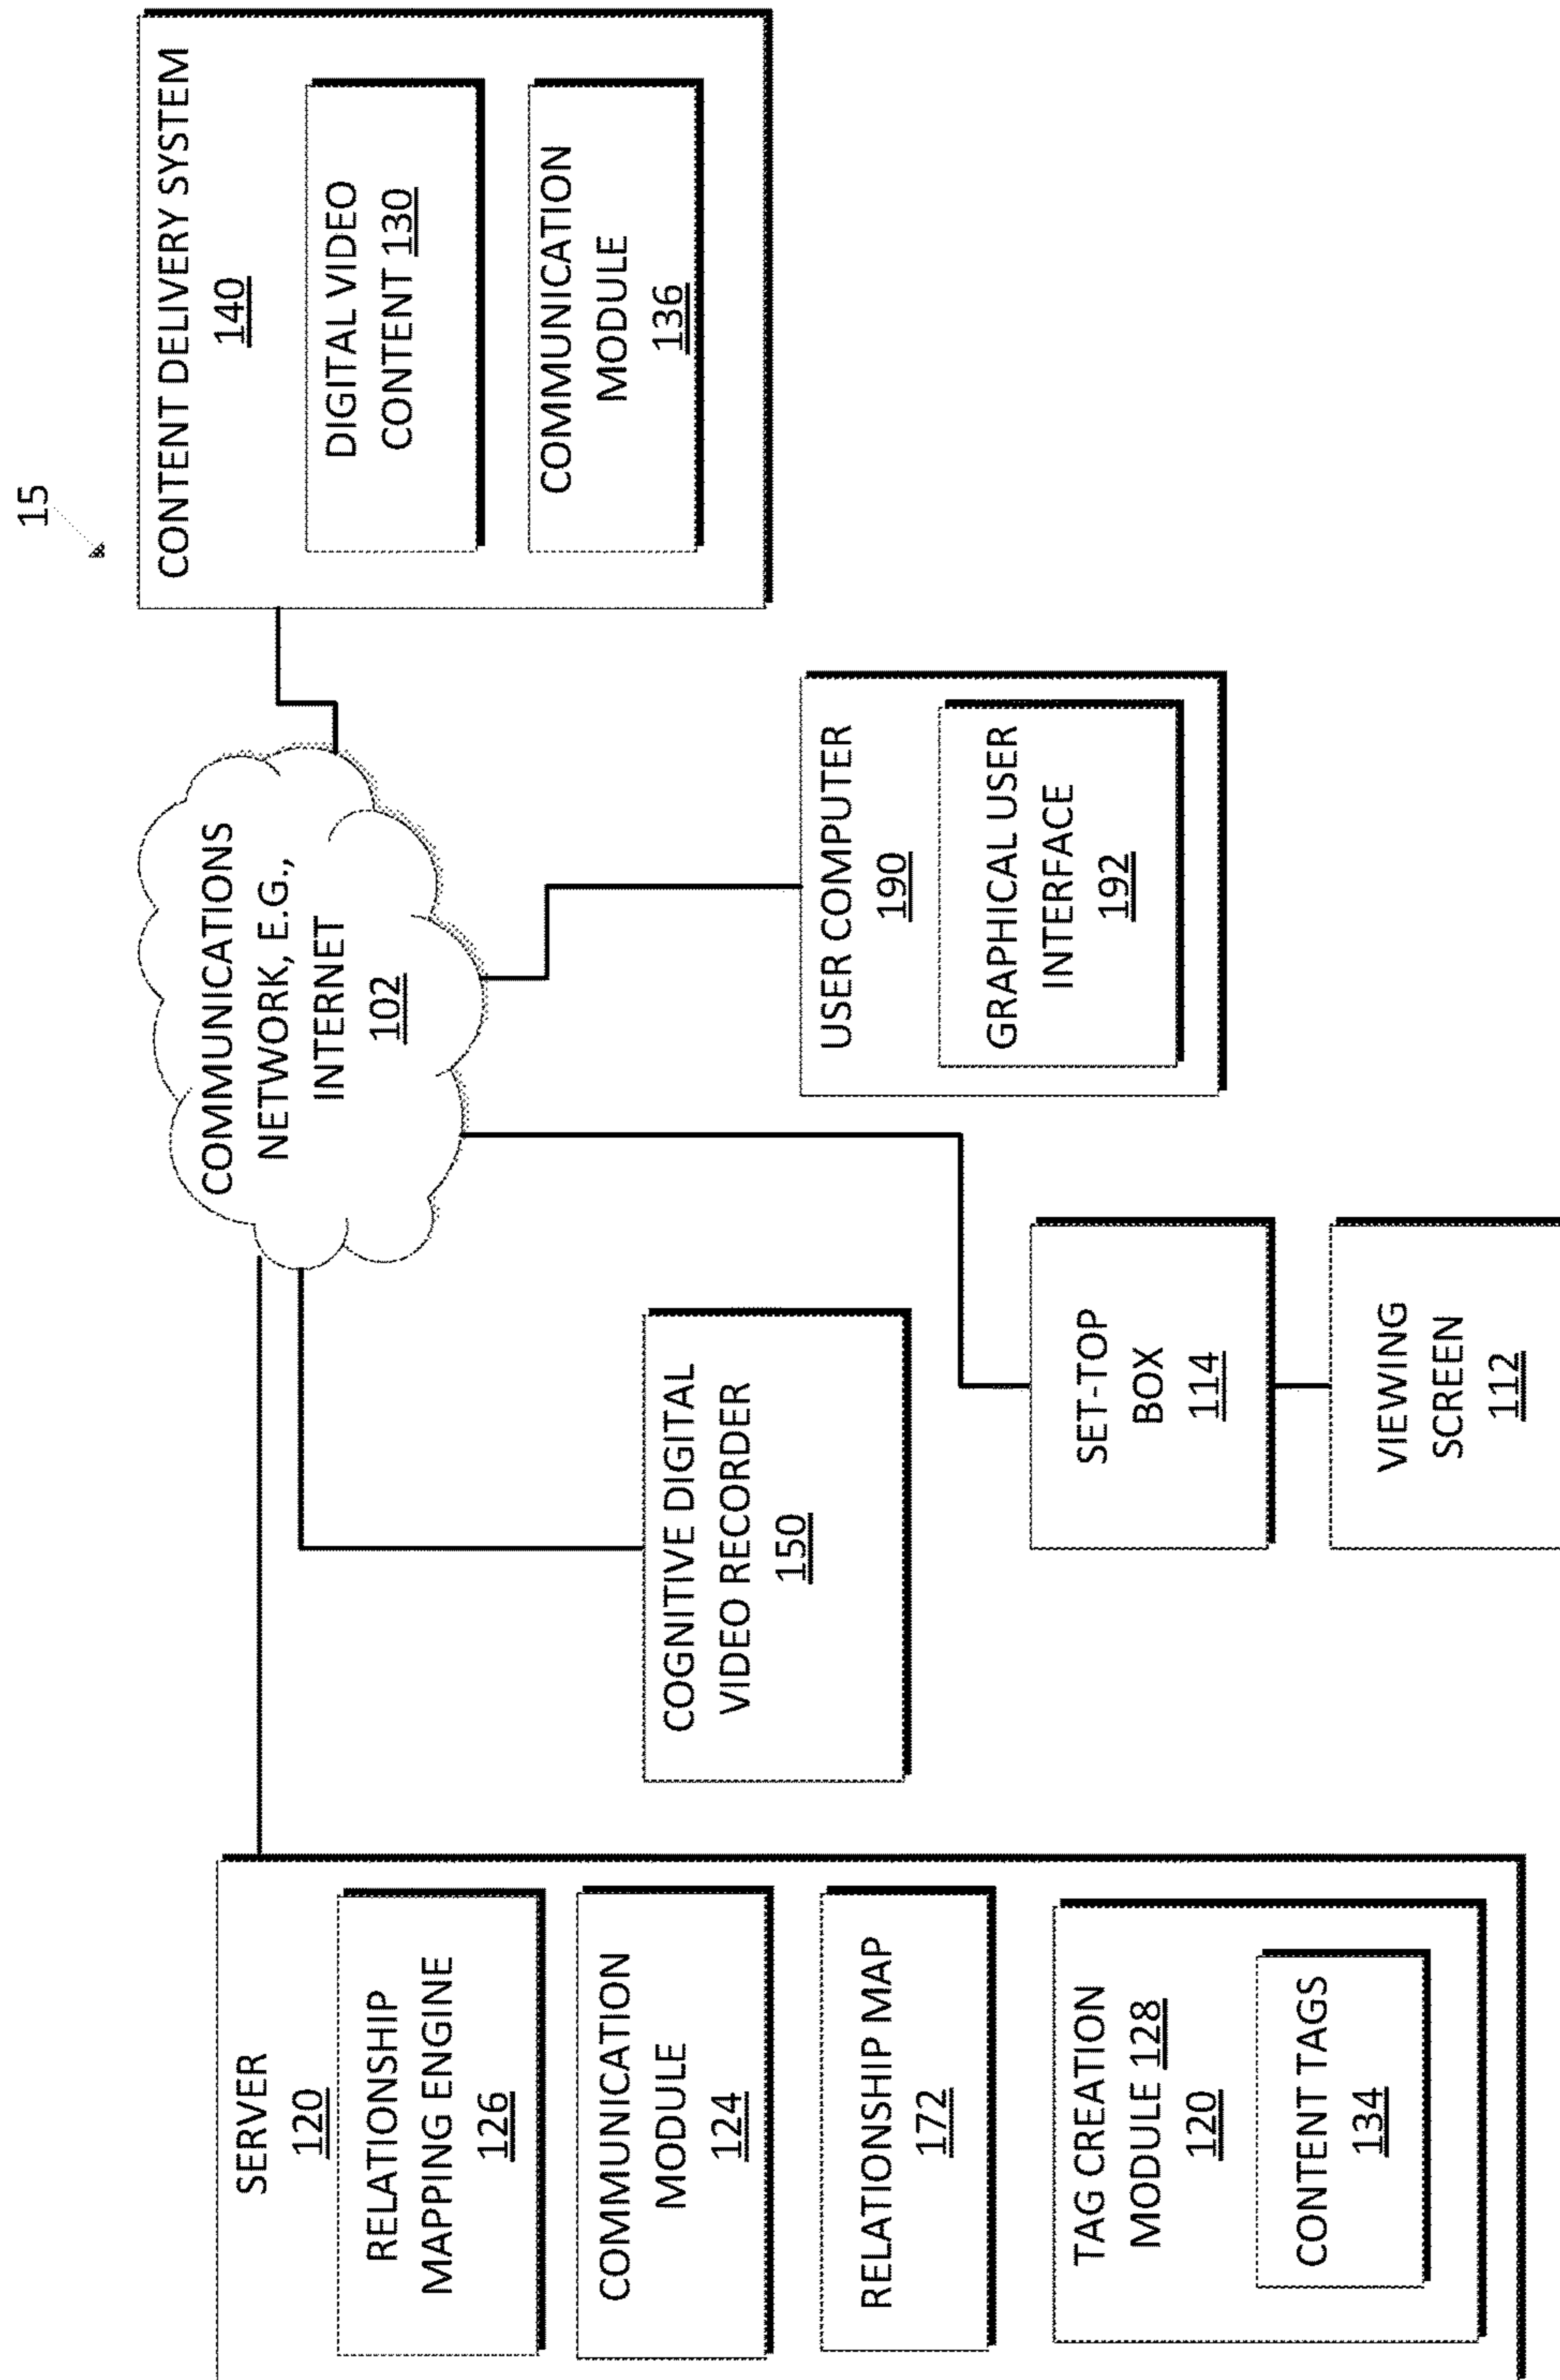 15
SERVER
120
RELATIONSHIP
MAPPING ENGINE
126
COMMUNICATION
MODULE
124
RELATIONSHIP MAP
172
TAG CREATION
MODULE 128
120
CONTENT TAGS
134
COGNITIVE DIGITAL
VIDEO RECORDER
150
COMMUNICATIONS
NETWORK, E.G.,
INTERNET
102
SET-TOP
BOX
114
VIEWING
SCREEN
112
USER COMPUTER
190
GRAPHICAL USER
INTERFACE
192
CONTENT DELIVERY SYSTEM
140
DIGITAL VIDEO
CONTENT 130
COMMUNICATION
MODULE
136